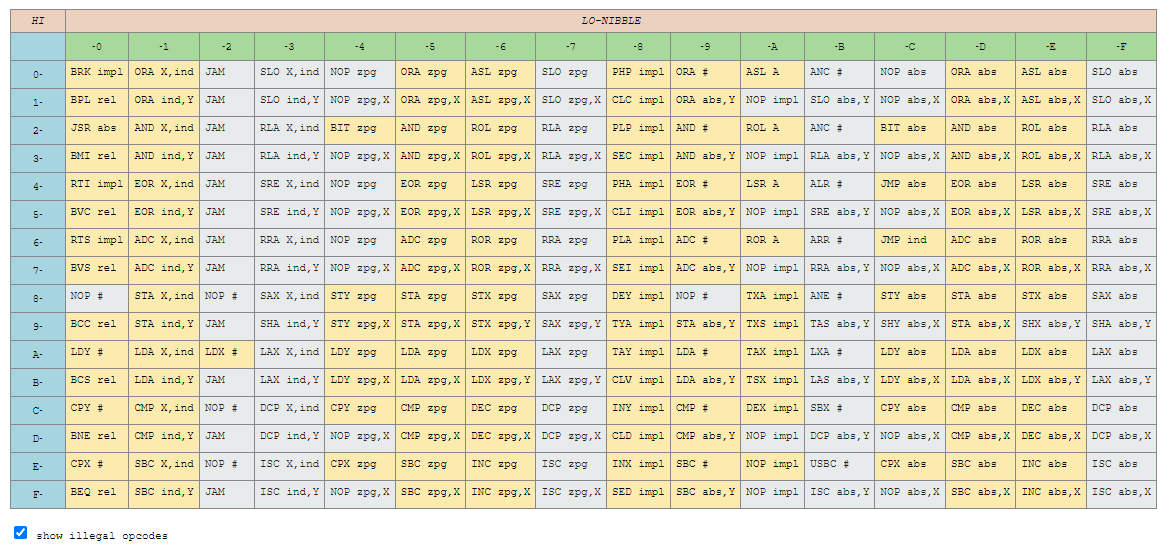 HI LO-NIBBLE
-0 -1 -2 -3 -4 -5 -6 -7 -8 -9 -A -B -C -D -E -F
0- BRK impl ORA X,ind JAM SLO X,ind NOP zpg ORA zpg ASL zpg SLO zpg PHP impl ORA # ASL A ANC # NOP abs ORA abs ASL abs SLO abs
1- BPL rel ORA ind,Y JAM SLO ind,Y NOP zpg,X ORA zpg,X ASL zpg,X SLO zpg,X CLC impl ORA abs,Y NOP impl SLO abs,Y NOP abs,X ORA abs,X ASL abs,X SLO abs,X
2- JSR abs AND X,ind JAM RLA X,ind BIT zpg AND zpg ROL zpg RLA zpg PLP impl AND # ROL A ANC # BIT abs AND abs ROL abs RLA abs
3- BMI rel AND ind,Y JAM RLA ind,Y NOP zpg,X AND zpg,X ROL zpg,X RLA zpg,X SEC impl AND abs,Y NOP impl RLA abs,Y NOP abs,X AND abs,X ROL abs,X RLA abs,X
4- RTI impl EOR X,ind JAM SRE X,ind NOP zpg EOR zpg LSR zpg SRE zpg PHA impl EOR # LSR A ALR # JMP abs EOR abs LSR abs SRE abs
5- BVC rel EOR ind,Y JAM SRE ind,Y NOP zpg,X EOR zpg,X LSR zpg,X SRE zpg,X CLI impl EOR abs,Y NOP impl SRE abs,Y NOP abs,X EOR abs,X LSR abs,X SRE abs,X
6- RTS impl ADC X,ind JAM RRA X,ind NOP zpg ADC zpg ROR zpg RRA zpg PLA impl ADC # ROR A ARR # JMP ind ADC abs ROR abs RRA abs
7- BVS rel ADC ind,Y JAM RRA ind,Y NOP zpg,X ADC zpg,X ROR zpg,X RRA zpg,X SEI impl ADC abs,Y NOP impl RRA abs,Y NOP abs,X ADC abs,X ROR abs,X RRA abs,X
8- NOP # STA X,ind NOP # SAX X,ind STY zpg STA zpg STX zpg SAX zpg DEY impl NOP # TXA impl ANE # STY abs STA abs STX abs SAX abs
9- BCC rel STA ind,Y JAM SHA ind,Y STY zpg,X STA zpg,X STX zpg,Y SAX zpg,Y TYA impl STA abs,Y TXS impl TAS abs,Y SHY abs,X STA abs,X SHX abs,Y SHA abs,Y
A- LDY # LDA X,ind LDX # LAX X,ind LDY zpg LDA zpg LDX zpg LAX zpg TAY impl LDA # TAX impl LXA # LDY abs LDA abs LDX abs LAX abs
B- BCS rel LDA ind,Y JAM LAX ind,Y LDY zpg,X LDA zpg,X LDX zpg,Y LAX zpg,Y CLV impl LDA abs,Y TSX impl LAS abs,Y LDY abs,X LDA abs,X LDX abs,Y LAX abs,Y
C- CPY # CMP X,ind NOP # DCP X,ind CPY zpg CMP zpg DEC zpg DCP zpg INY impl CMP # DEX impl SBX # CPY abs CMP abs DEC abs DCP abs
D- BNE rel CMP ind,Y JAM DCP ind,Y NOP zpg,X CMP zpg,X DEC zpg,X DCP zpg,X CLD impl CMP abs,Y NOP impl DCP abs,Y NOP abs,X CMP abs,X DEC abs,X DCP abs,X
E- CPX # SBC X,ind NOP # ISC X,ind CPX zpg SBC zpg INC zpg ISC zpg INX impl SBC # NOP impl USBC # CPX abs SBC abs INC abs ISC abs
F- BEQ rel SBC ind,Y JAM ISC ind,Y NOP zpg,X SBC zpg,X INC zpg,X ISC zpg,X SED impl SBC abs,Y NOP impl ISC abs,Y NOP abs,X SBC abs,X INC abs,X ISC abs,X
show illegal opcodes